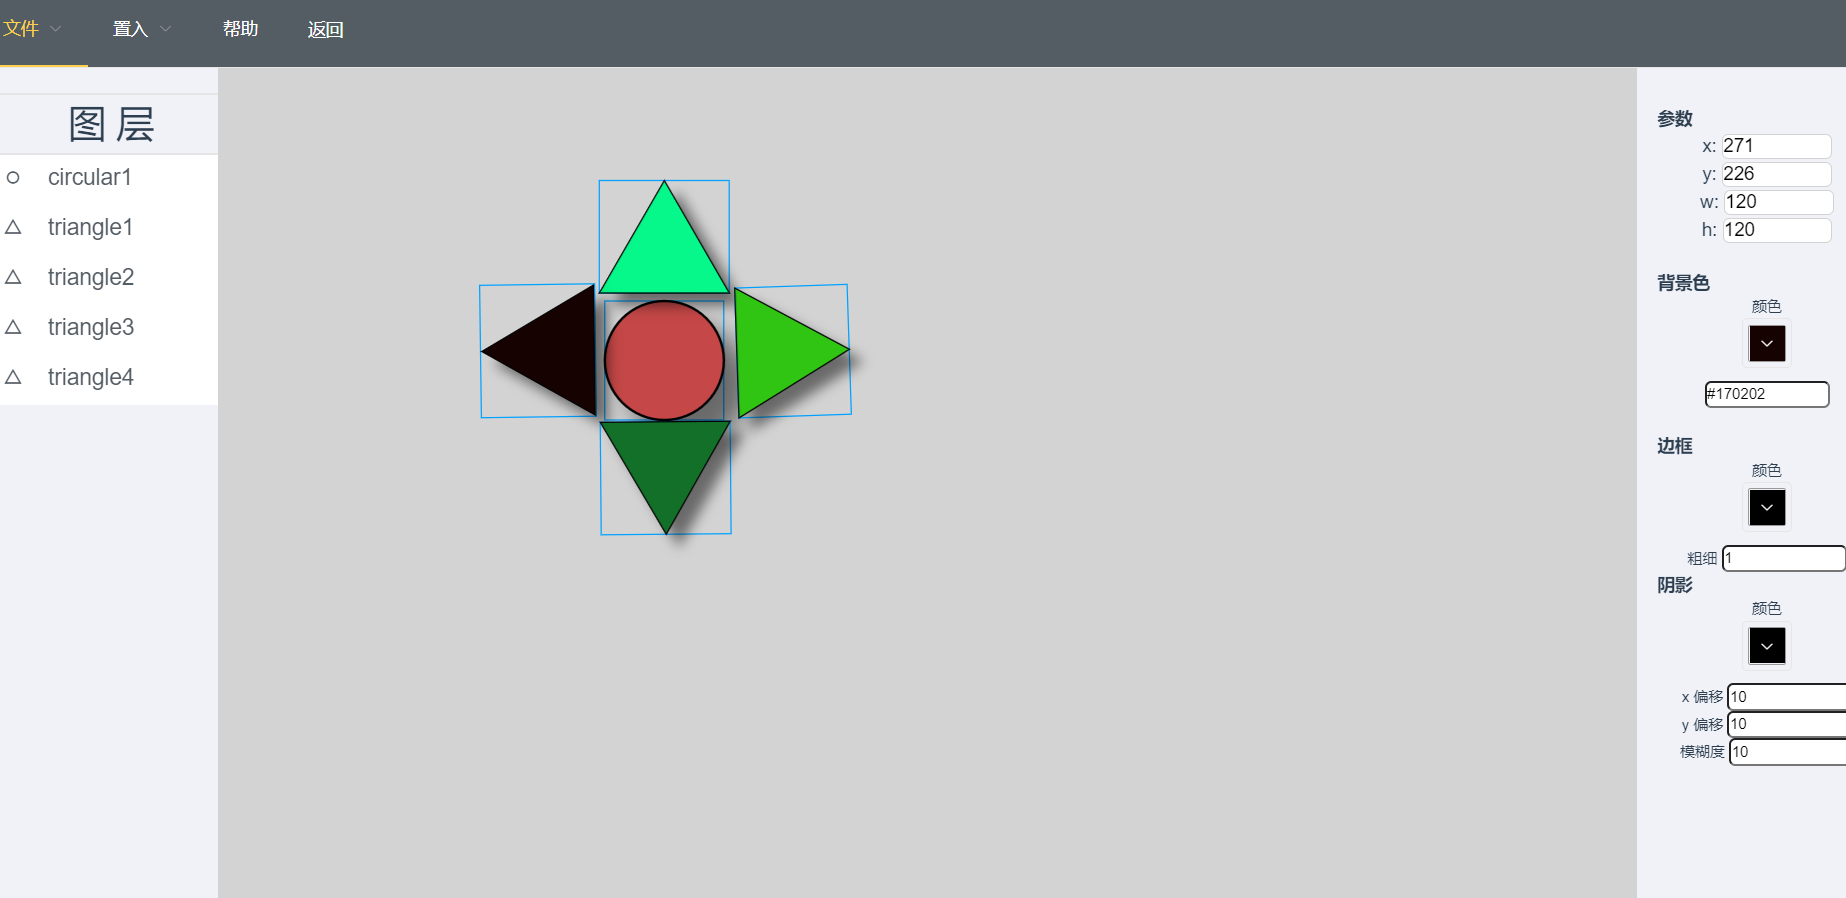 文件 置入 帮助 返回
图 层
circular1
triangle1
triangle2
triangle3
triangle4
参数
x: 271
y: 226
w: 120
h: 120
背景色
颜色
#170202
边框
颜色
粗细 1
阴影
颜色
x 偏移 10
y 偏移 10
模糊度 10